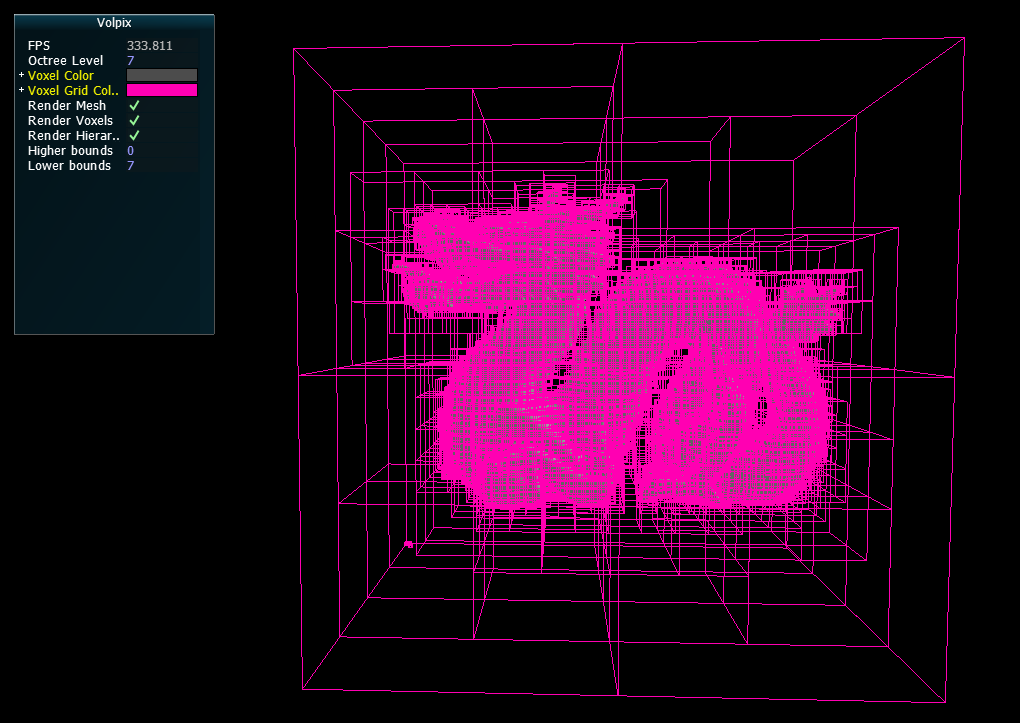 Volpix
FPS 333.811
Octree Level 7
+ Voxel Color
+ Voxel Grid Col..
Render Mesh ✓
Render Voxels ✓
Render Hierar.. ✓
Higher bounds 0
Lower bounds 7